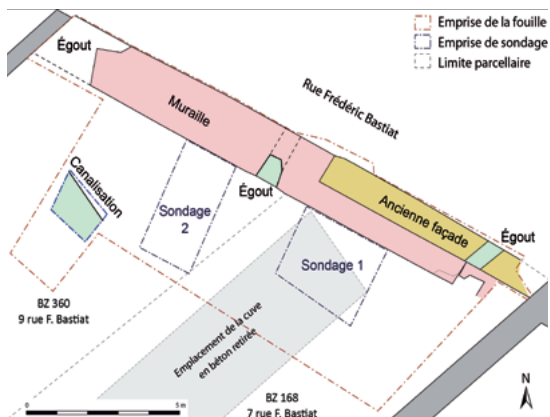 Emprise de la fouille
Emprise de sondage
Limite parcellaire
Égout
Rue Frédéric Bastiat
Muraille
Canalisation
Égout
Sondage
2
Ancienne façade
Égout
Sondage 1
BZ 360
9 rue F. Bastiat
Emplacement de la cuve
en béton retirée
BZ 168
7 rue F. Bastiat
N
0
5 m